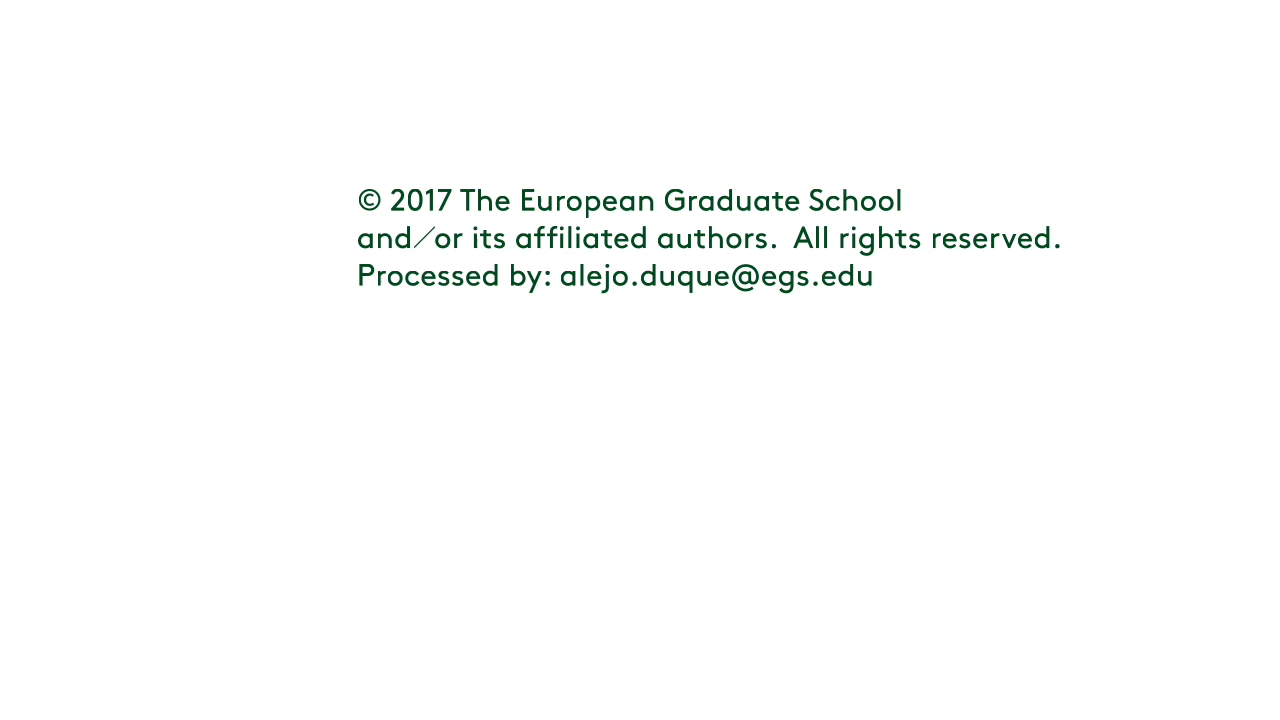 © 2017 The European Graduate School
and/or its affiliated authors.  All rights reserved.
Processed by: alejo.duque@egs.edu